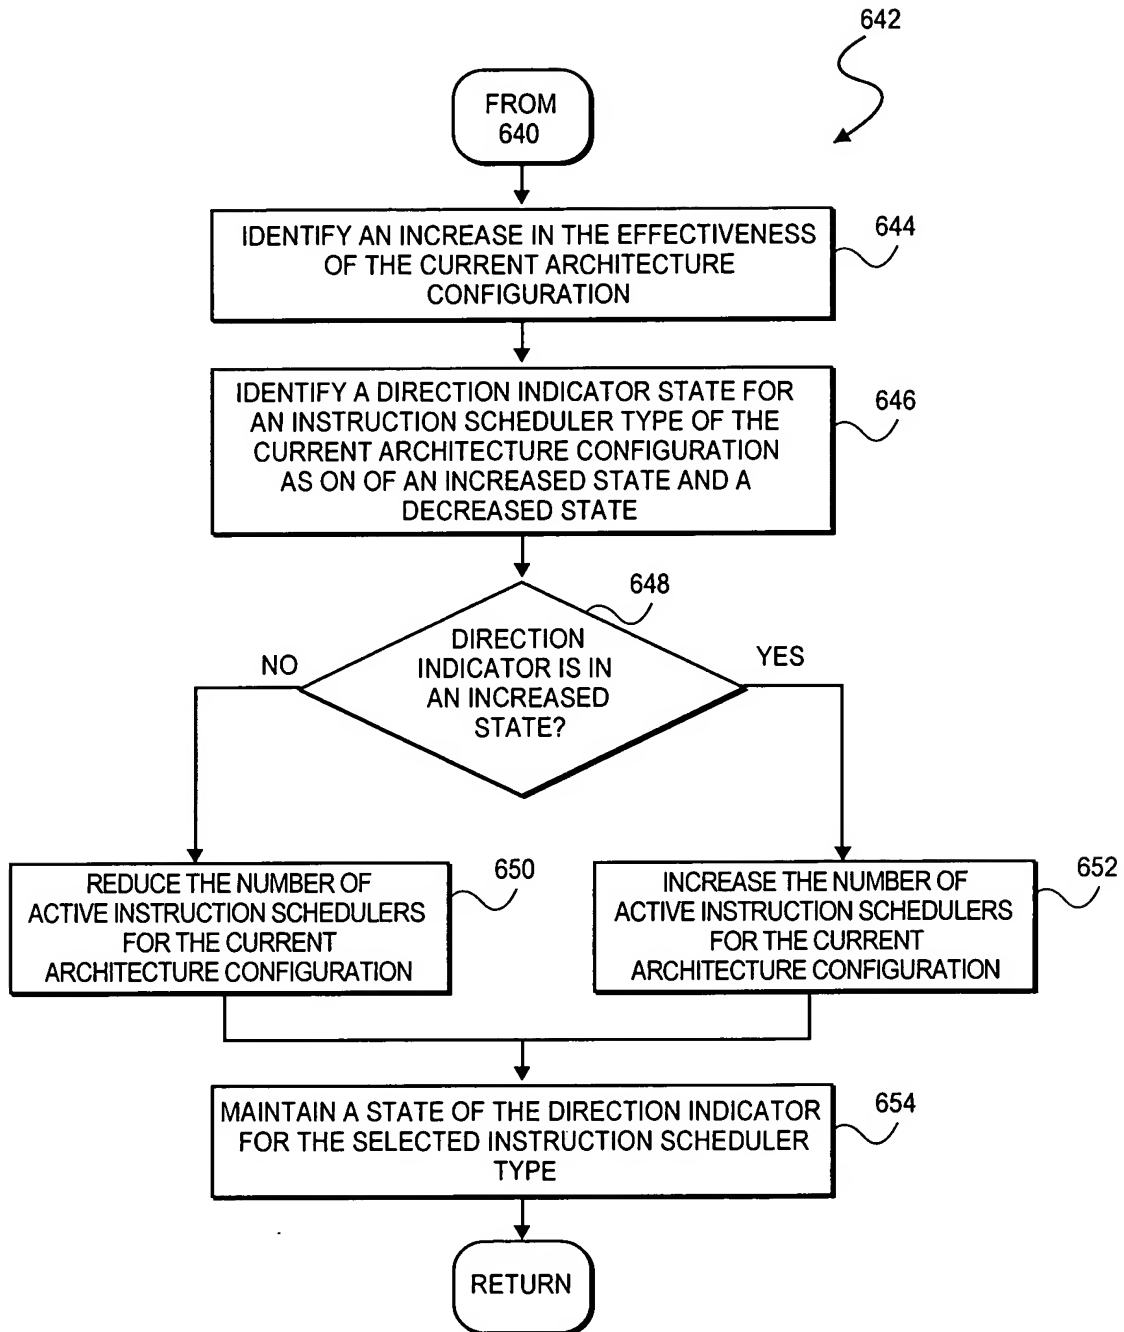 642
FROM
640
IDENTIFY AN INCREASE IN THE EFFECTIVENESS
OF THE CURRENT ARCHITECTURE
CONFIGURATION
644
IDENTIFY A DIRECTION INDICATOR STATE FOR
AN INSTRUCTION SCHEDULER TYPE OF THE
CURRENT ARCHITECTURE CONFIGURATION
AS ON OF AN INCREASED STATE AND A
DECREASED STATE
646
648
DIRECTION
INDICATOR IS IN
AN INCREASED
STATE?
NO
YES
REDUCE THE NUMBER OF
ACTIVE INSTRUCTION SCHEDULERS
FOR THE CURRENT
ARCHITECTURE CONFIGURATION
650
INCREASE THE NUMBER OF
ACTIVE INSTRUCTION SCHEDULERS
FOR THE CURRENT
ARCHITECTURE CONFIGURATION
652
MAINTAIN A STATE OF THE DIRECTION INDICATOR
FOR THE SELECTED INSTRUCTION SCHEDULER
TYPE
654
RETURN